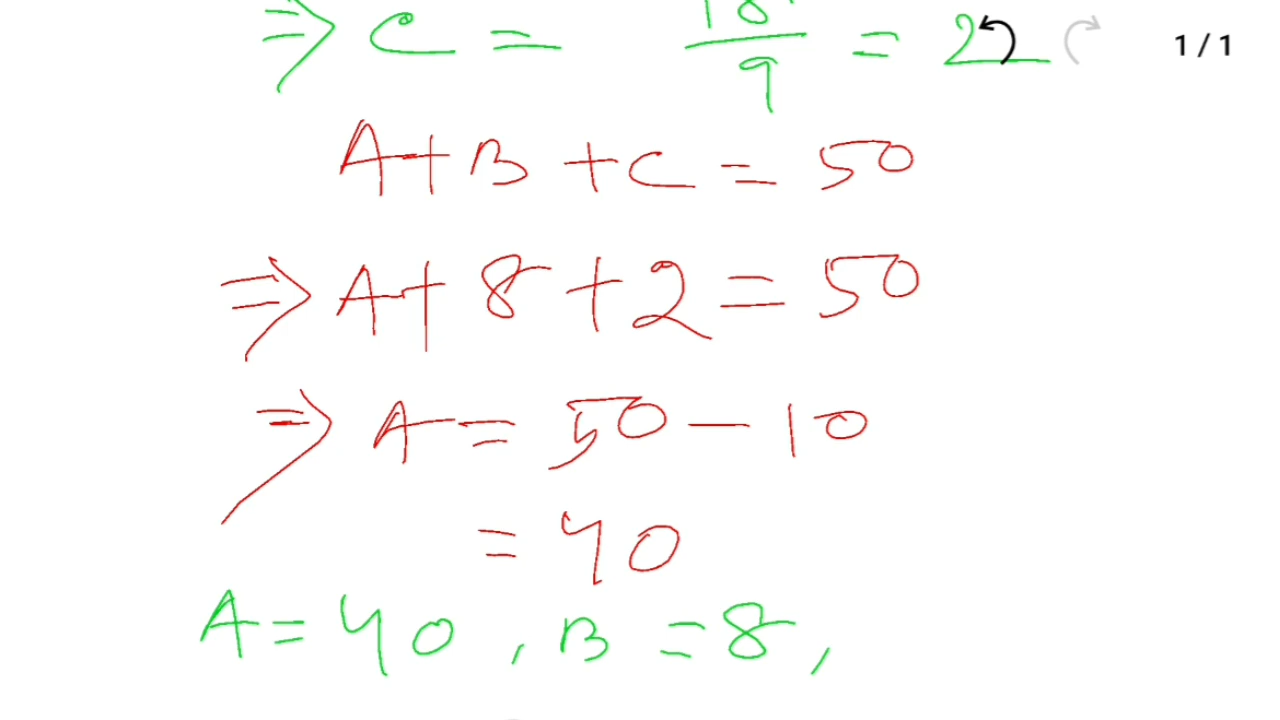 ⇒ C = 18/9 = 2
1 / 1
A + B + C = 50
⇒ A + 8 + 2 = 50
⇒ A = 50 - 10
= 40
A = 40, B = 8,